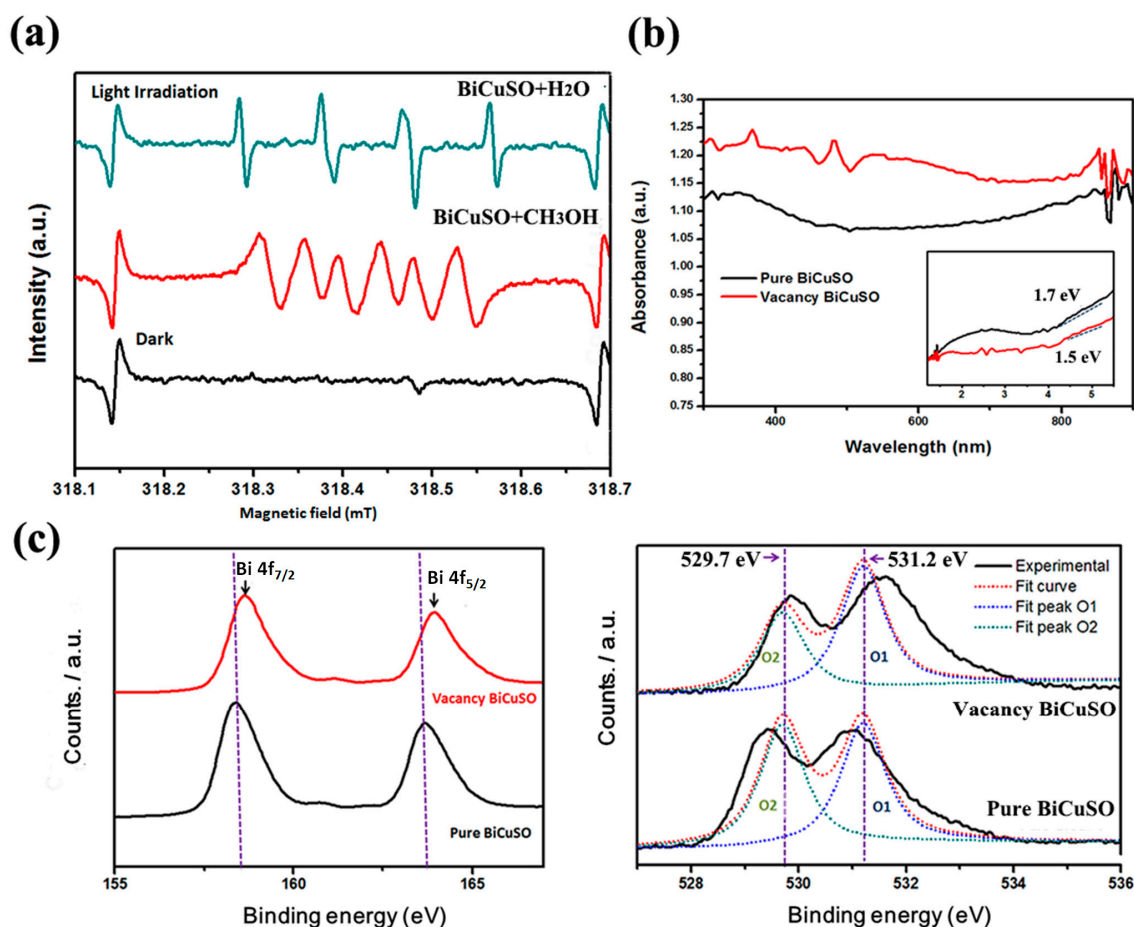 (a)
Light Irradiation
BiCuSO+H2O
BiCuSO+CH3OH
Dark
Intensity (a.u.)
318.1 318.2 318.3 318.4 318.5 318.6 318.7
Magnetic field (mT)
(b)
1.30
1.25
1.20
1.15
1.10
1.05
1.00
0.95
0.90
0.85
0.80
0.75
Absorbance (a.u.)
Pure BiCuSO
Vacancy BiCuSO
1.7 eV
1.5 eV
2 3 4 5
400 600 800
Wavelength (nm)
(c)
Bi 4f7/2
Bi 4f5/2
Vacancy BiCuSO
Pure BiCuSO
Counts. / a.u.
155 160 165
Binding energy (eV)
529.7 eV
531.2 eV
Experimental
Fit curve
Fit peak O1
Fit peak O2
O2
O1
Vacancy BiCuSO
O2
O1
Pure BiCuSO
Counts. / a.u.
528 530 532 534 536
Binding energy (eV)